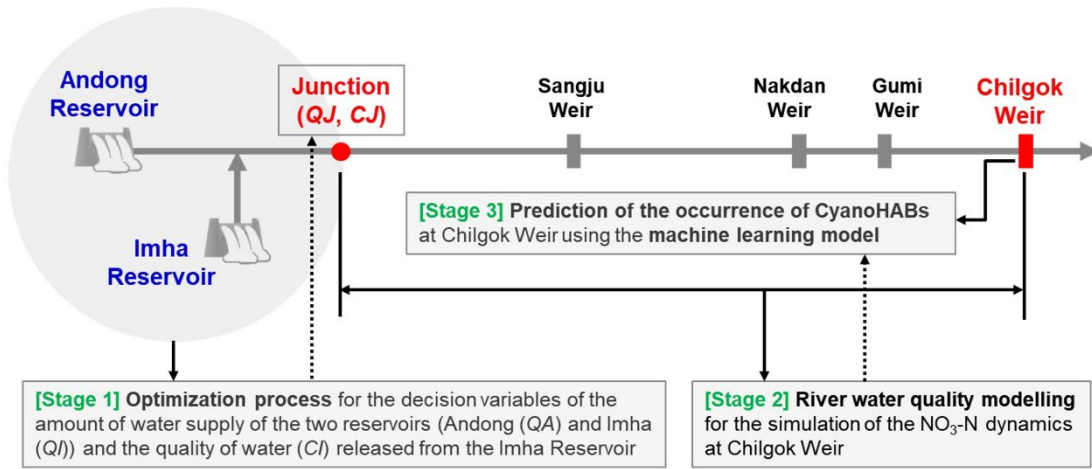 Andong
Reservoir
Junction
(QJ, CJ)
Sangju
Weir
Nakdan
Weir
Gumi
Weir
Chilgok
Weir
Imha
Reservoir
[Stage 3] Prediction of the occurrence of CyanoHABs
at Chilgok Weir using the machine learning model
[Stage 1] Optimization process for the decision variables of the
amount of water supply of the two reservoirs (Andong (QA) and Imha
(QI)) and the quality of water (CI) released from the Imha Reservoir
[Stage 2] River water quality modelling
for the simulation of the NO₃-N dynamics
at Chilgok Weir